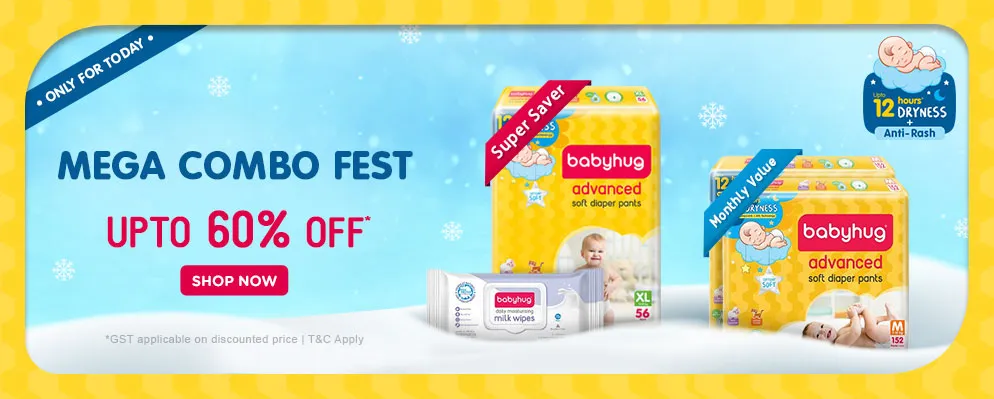 • ONLY FOR TODAY •
MEGA COMBO FEST
UPTO 60% OFF*
SHOP NOW
*GST applicable on discounted price | T&C Apply
Super Saver
babyhug
advanced
soft diaper pants
XL
56
babyhug
daily moisturising
milk wipes
Upto
12 hours'
DRYNESS
+
Anti-Rash
Monthly Value
12
DRYNESS
babyhug
advanced
soft diaper pants
M
152